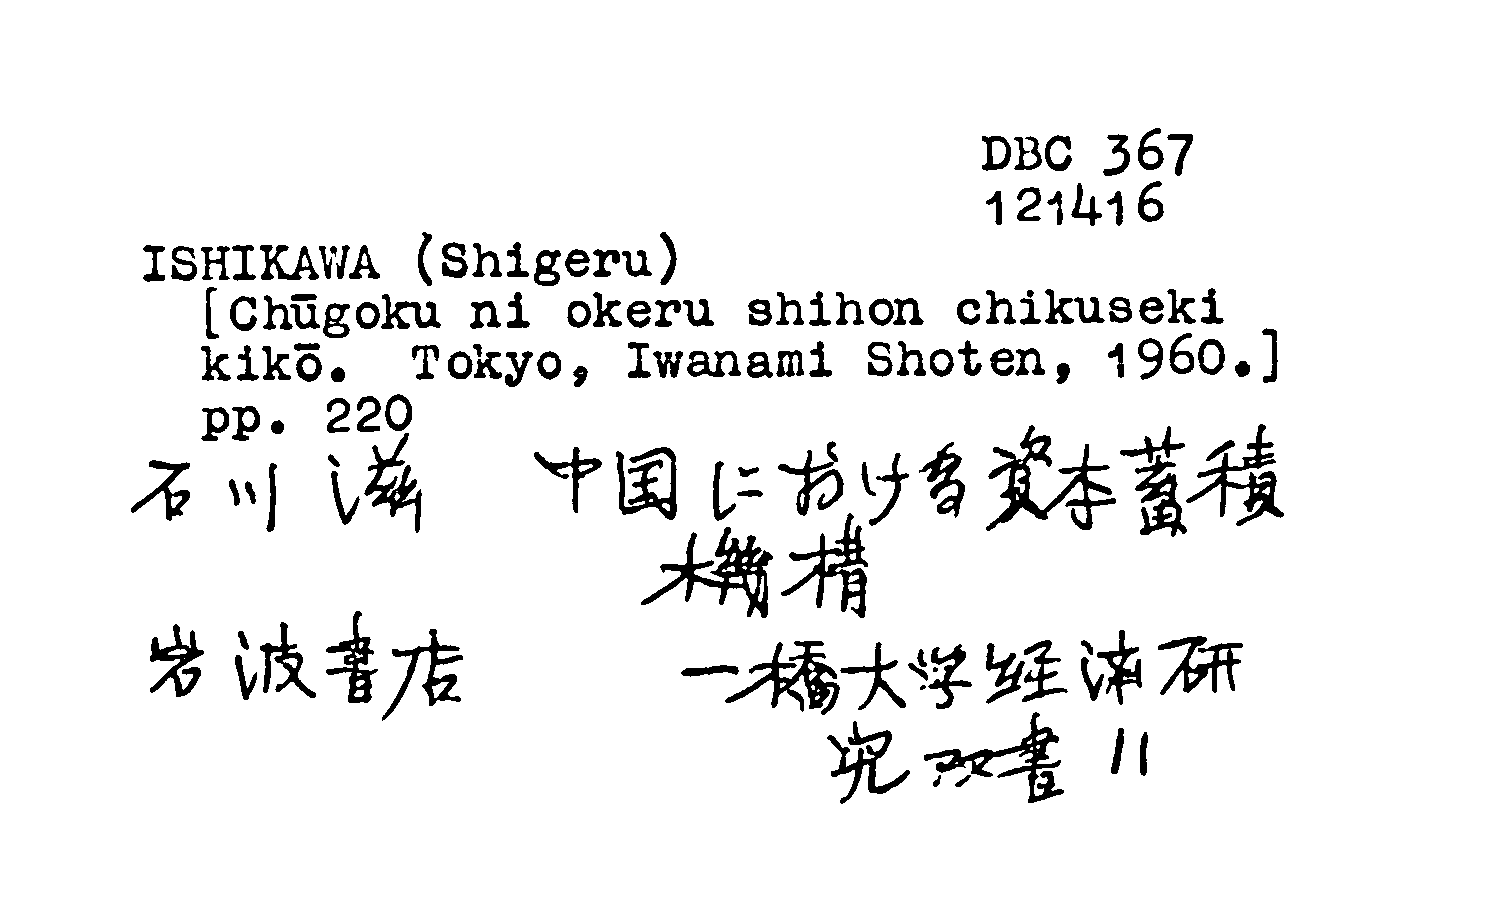 DBC 367
121416
ISHIKAWA (Shigeru)
[Chūgoku ni okeru shihon chikuseki
kikō. Tokyo, Iwanami Shoten, 1960.]
pp. 220
石川 滋 中国における資本蓄積
機構
岩波書店 一橋大学経済研
究双書 11